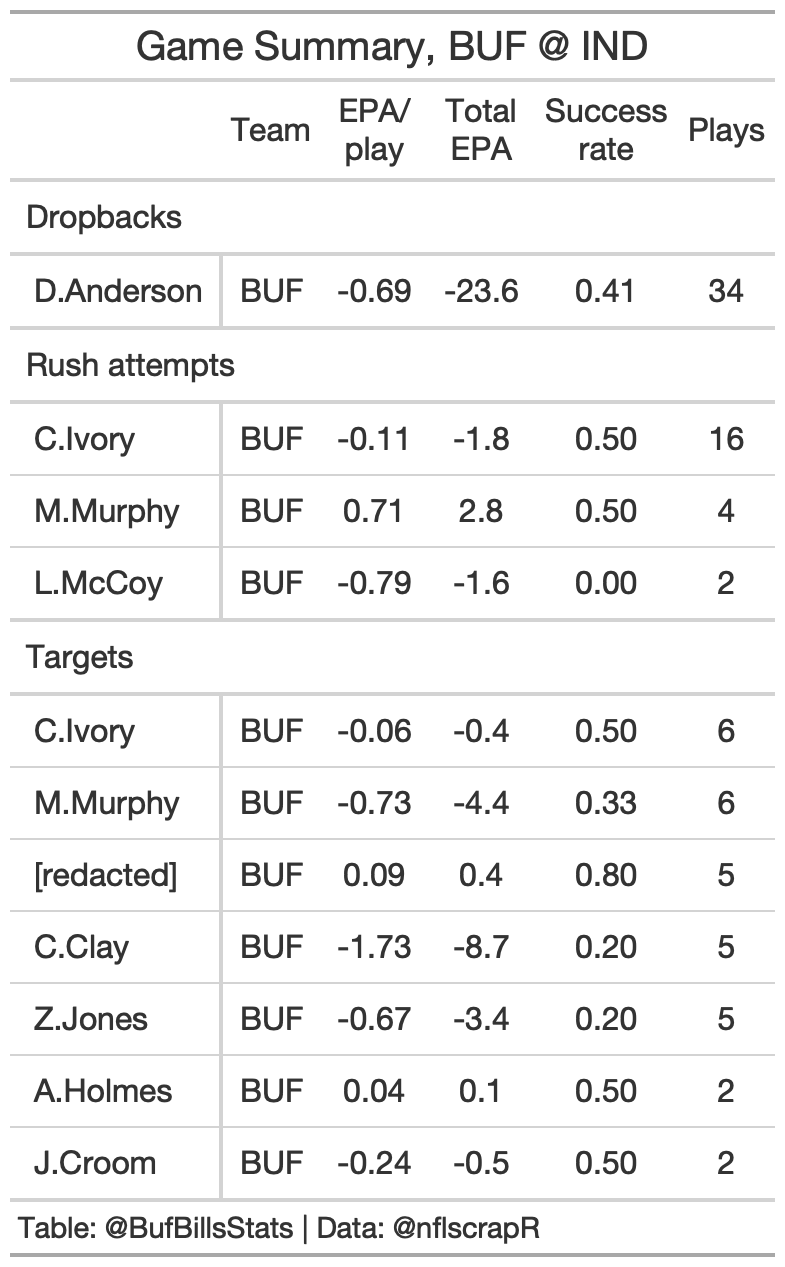 Game Summary, BUF @ IND
Team EPA/play Total EPA Success rate Plays
Dropbacks
D.Anderson BUF -0.69 -23.6 0.41 34
Rush attempts
C.Ivory BUF -0.11 -1.8 0.50 16
M.Murphy BUF 0.71 2.8 0.50 4
L.McCoy BUF -0.79 -1.6 0.00 2
Targets
C.Ivory BUF -0.06 -0.4 0.50 6
M.Murphy BUF -0.73 -4.4 0.33 6
[redacted] BUF 0.09 0.4 0.80 5
C.Clay BUF -1.73 -8.7 0.20 5
Z.Jones BUF -0.67 -3.4 0.20 5
A.Holmes BUF 0.04 0.1 0.50 2
J.Croom BUF -0.24 -0.5 0.50 2
Table: @BufBillsStats | Data: @nflscrapR